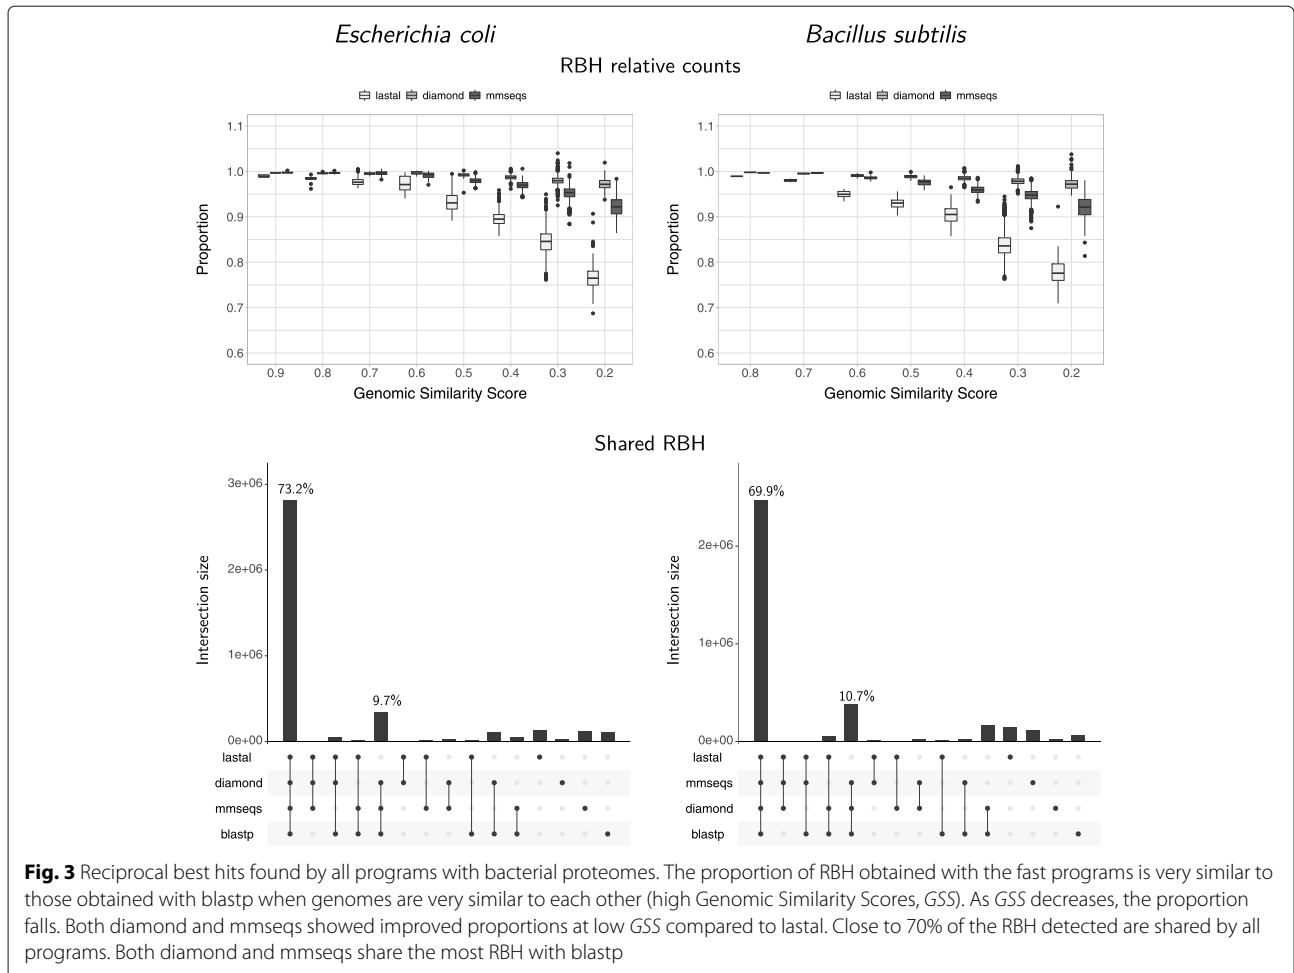 Escherichia coli
Bacillus subtilis
RBH relative counts
lastal diamond mmseqs
lastal diamond mmseqs
Proportion
1.1
1.0
0.9
0.8
0.7
0.6
0.9 0.8 0.7 0.6 0.5 0.4 0.3 0.2
Genomic Similarity Score
Proportion
1.1
1.0
0.9
0.8
0.7
0.6
0.8 0.7 0.6 0.5 0.4 0.3 0.2
Genomic Similarity Score
Shared RBH
Intersection size
3e+06
2e+06
1e+06
0e+00
73.2%
9.7%
lastal
diamond
mmseqs
blastp
Intersection size
2e+06
1e+06
0e+00
69.9%
10.7%
lastal
mmseqs
diamond
blastp
Fig. 3 Reciprocal best hits found by all programs with bacterial proteomes. The proportion of RBH obtained with the fast programs is very similar to
those obtained with blastp when genomes are very similar to each other (high Genomic Similarity Scores, GSS). As GSS decreases, the proportion
falls. Both diamond and mmseqs showed improved proportions at low GSS compared to lastal. Close to 70% of the RBH detected are shared by all
programs. Both diamond and mmseqs share the most RBH with blastp